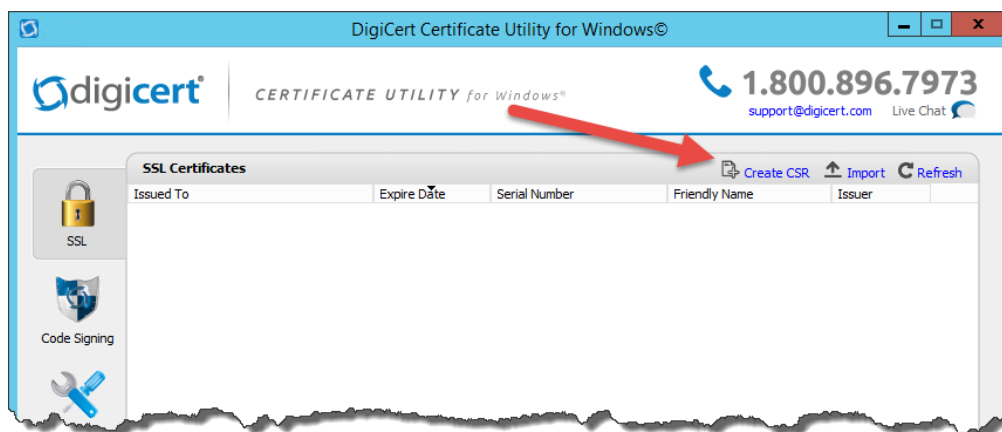 DigiCert Certificate Utility for Windows©
digicert®
CERTIFICATE UTILITY for Windows®
1.800.896.7973
support@digicert.com Live Chat
SSL Certificates
Create CSR Import Refresh
Issued To Expire Date Serial Number Friendly Name Issuer
SSL
Code Signing